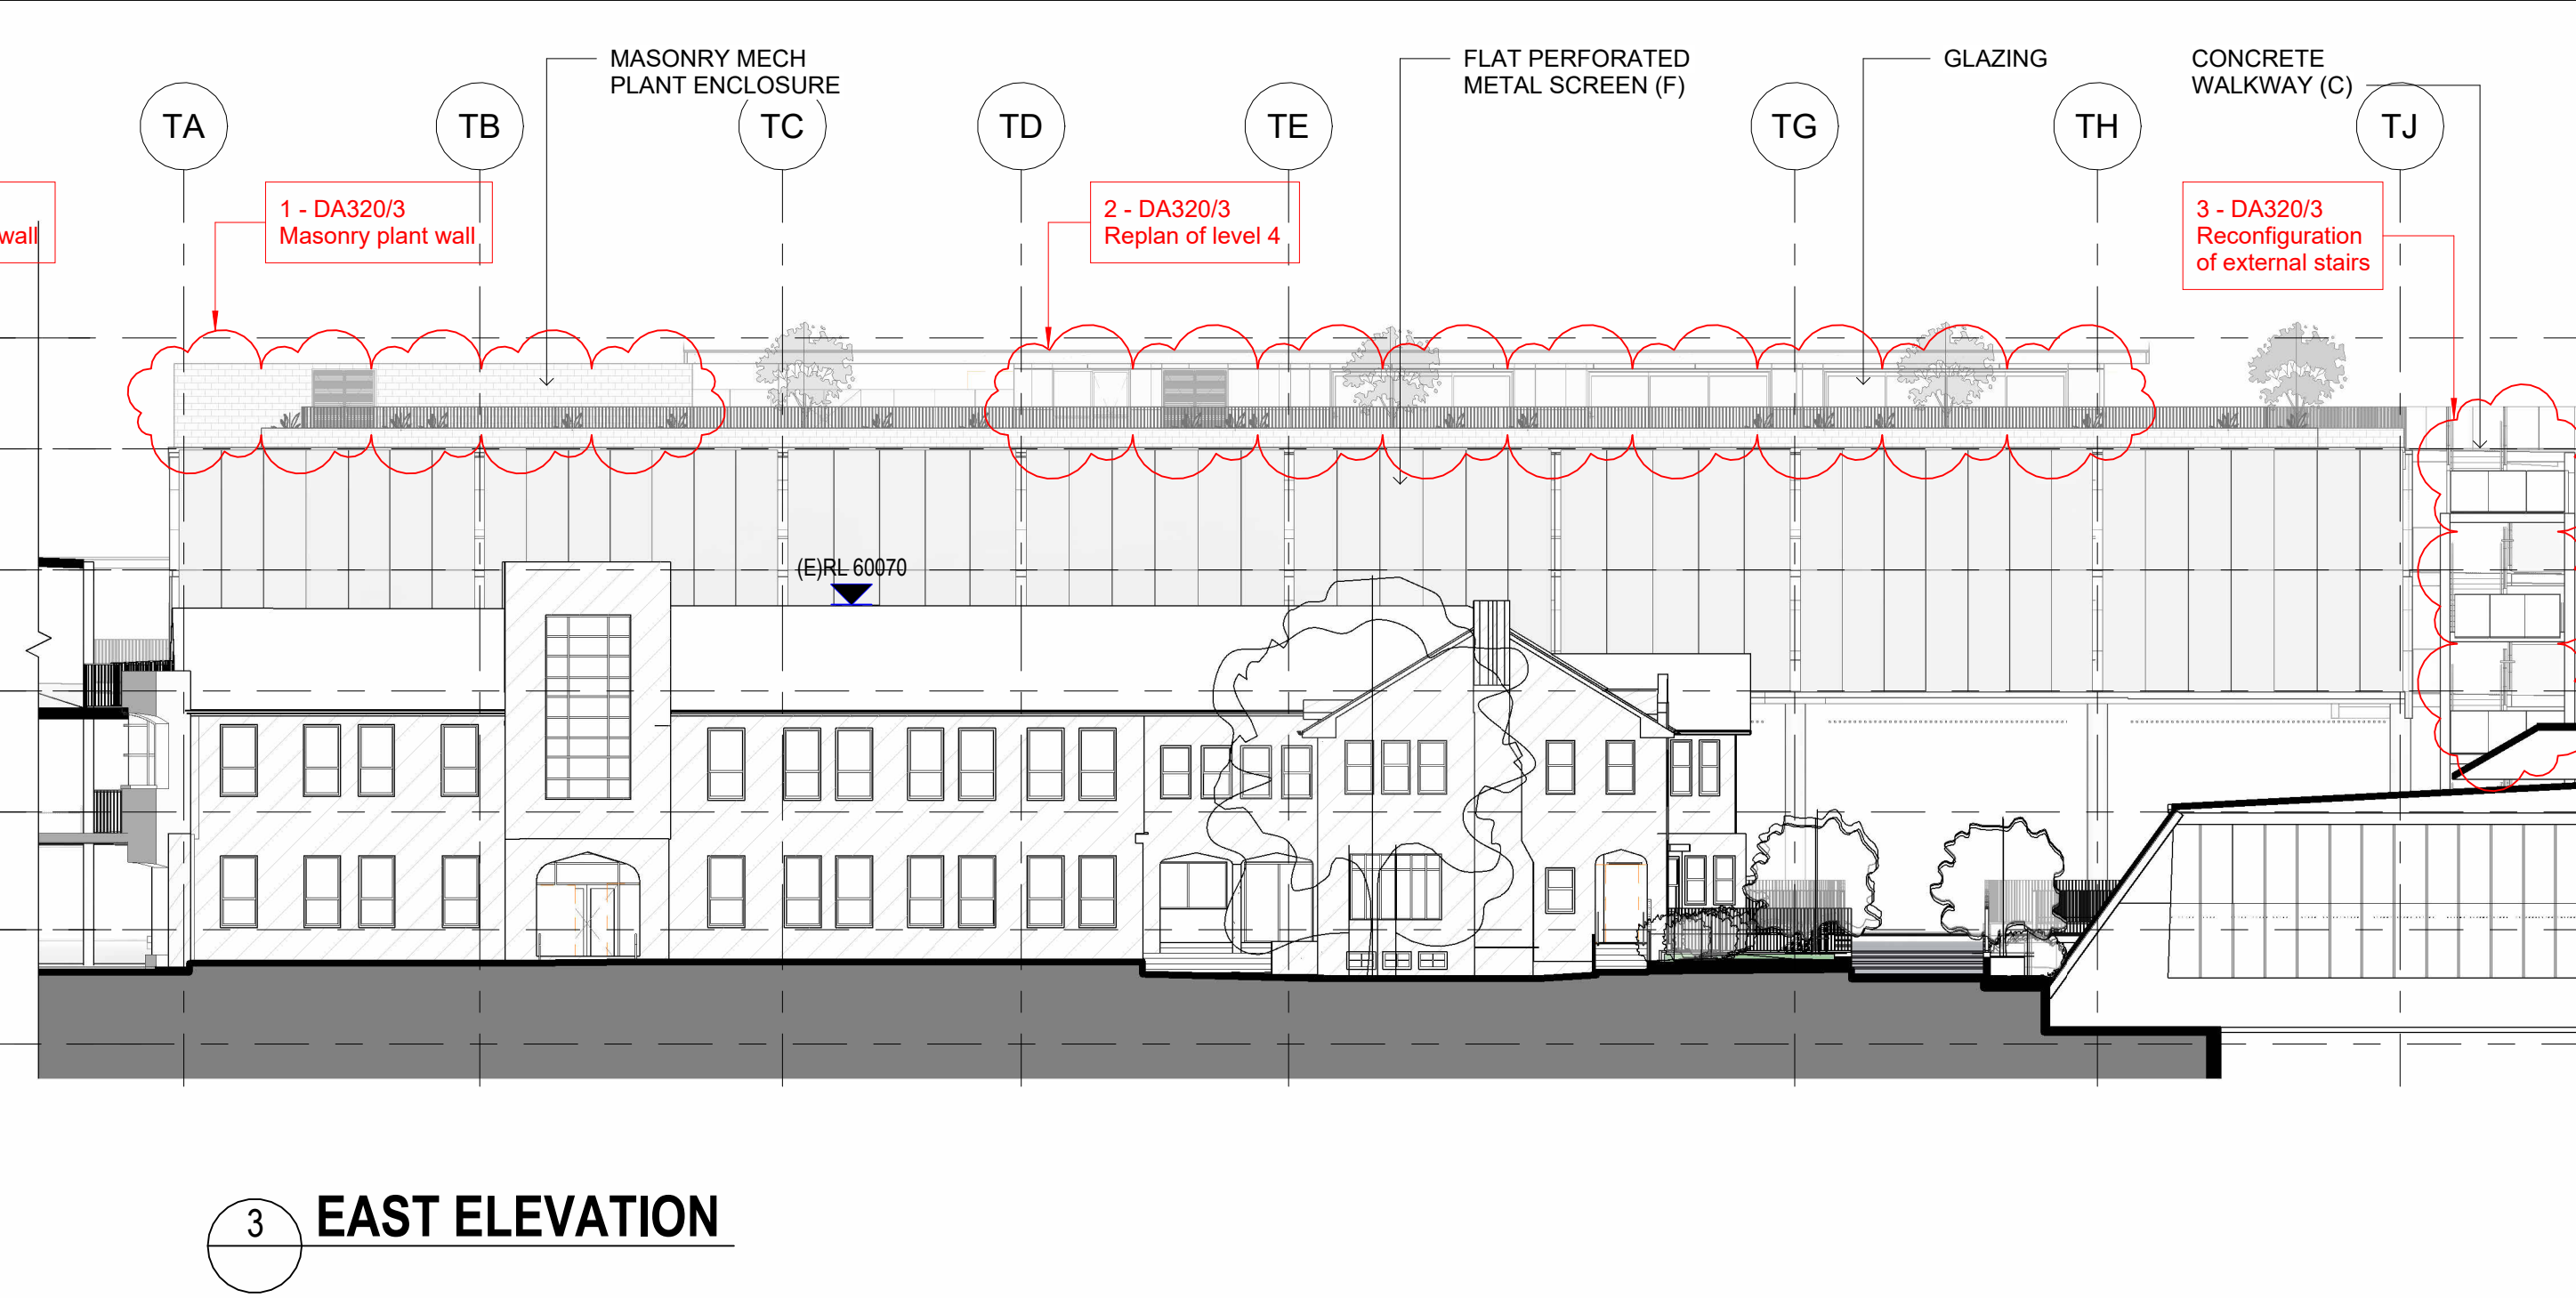 MASONRY MECH
PLANT ENCLOSURE
FLAT PERFORATED
METAL SCREEN (F)
GLAZING
CONCRETE
WALKWAY (C)
TA
TB
TC
TD
TE
TG
TH
TJ
wall
1 - DA320/3
Masonry plant wall
2 - DA320/3
Replan of level 4
3 - DA320/3
Reconfiguration
of external stairs
(E)RL 60070
3
EAST ELEVATION